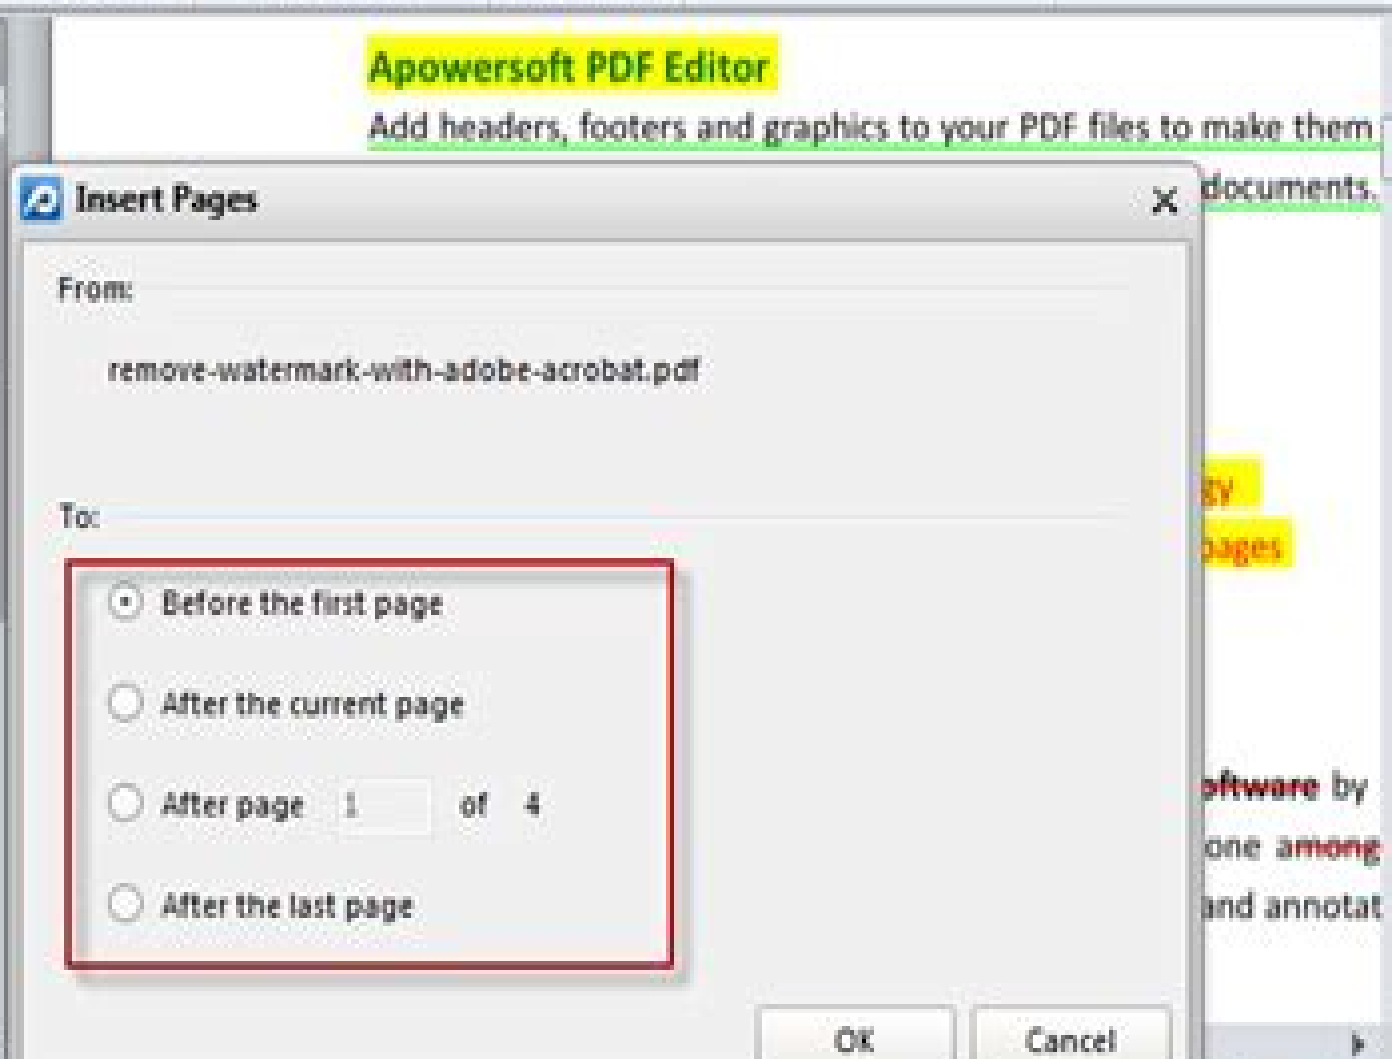 Apowersoft PDF Editor
Add headers, footers and graphics to your PDF files to make them
documents.
Insert Pages
X
From:
remove-watermark-with-adobe-acrobat.pdf
gy
To:
pages
Before the first page
After the current page
After page 1 of 4
oftware by
one among
After the last page
and annotat
OK Cancel